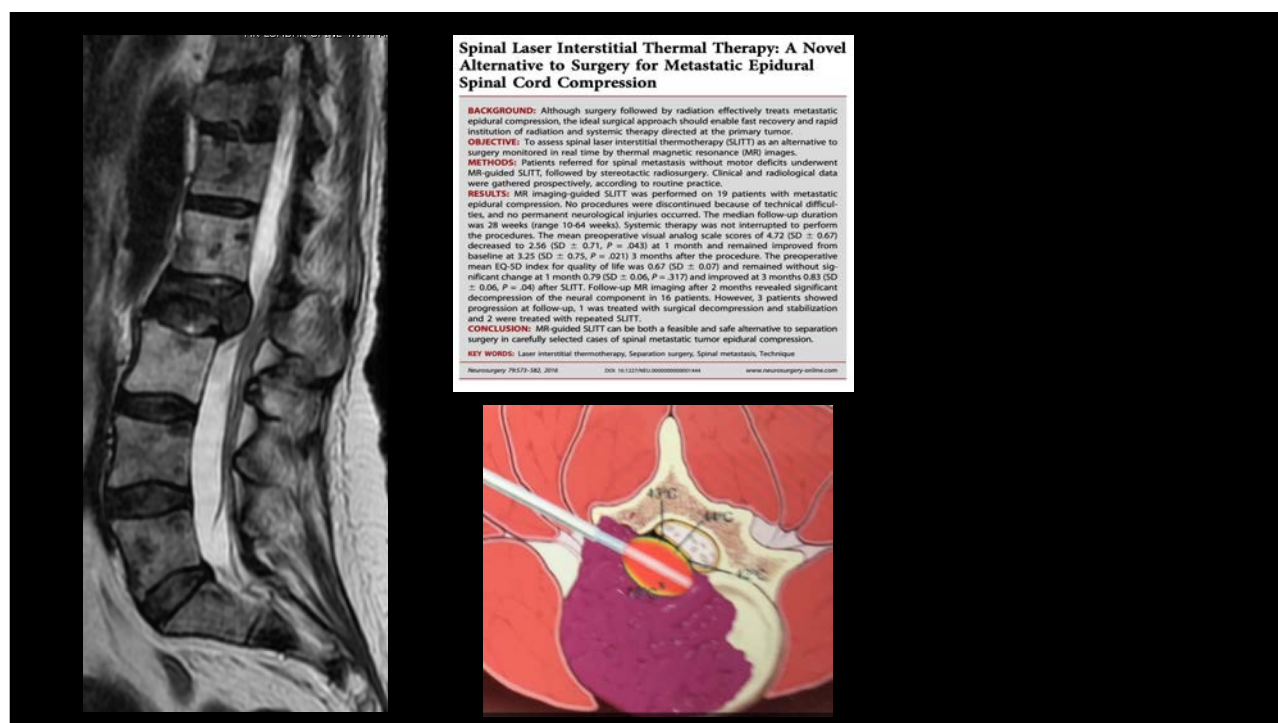 Spinal Laser Interstitial Thermal Therapy: A Novel
Alternative to Surgery for Metastatic Epidural
Spinal Cord Compression
BACKGROUND: Although surgery followed by radiation effectively treats metastatic
epidural compression, the ideal surgical approach should enable fast recovery and rapid
institution of radiation and systemic therapy directed at the primary tumor.
OBJECTIVE: To assess spinal laser interstitial thermotherapy (SLITT) as an alternative to
surgery monitored in real time by thermal magnetic resonance (MR) images.
METHODS: Patients referred for spinal metastasis without motor deficits underwent
MR-guided SLITT, followed by stereotactic radiosurgery. Clinical and radiological data
were gathered prospectively, according to routine practice.
RESULTS: MR imaging-guided SLITT was performed on 19 patients with metastatic
epidural compression. No procedures were discontinued because of technical difficul-
ties, and no permanent neurological injuries occurred. The median follow-up duration
was 28 weeks (range 10-64 weeks). Systemic therapy was not interrupted to perform
the procedures. The mean preoperative visual analog scale scores of 4.72 (SD ± 0.67)
decreased to 2.56 (SD ± 0.71, P = .043) at 1 month and remained improved from
baseline at 3.25 (SD ± 0.75, P = .021) 3 months after the procedure. The preoperative
mean EQ-5D index for quality of life was 0.67 (SD ± 0.07) and remained without sig-
nificant change at 1 month 0.79 (SD ± 0.06, P = .317) and improved at 3 months 0.83 (SD
± 0.06, P = .04) after SLITT. Follow-up MR imaging after 2 months revealed significant
decompression of the neural component in 16 patients. However, 3 patients showed
progression at follow-up, 1 was treated with surgical decompression and stabilization
and 2 were treated with repeated SLITT.
CONCLUSION: MR-guided SLITT can be both a feasible and safe alternative to separation
surgery in carefully selected cases of spinal metastatic tumor epidural compression.
KEY WORDS: Laser interstitial thermotherapy, Separation surgery, Spinal metastasis, Technique
Neurosurgery 79:573–582, 2016 DOI: 10.1227/NEU.0000000000001444 www.neurosurgery-online.com
43°C
44°C